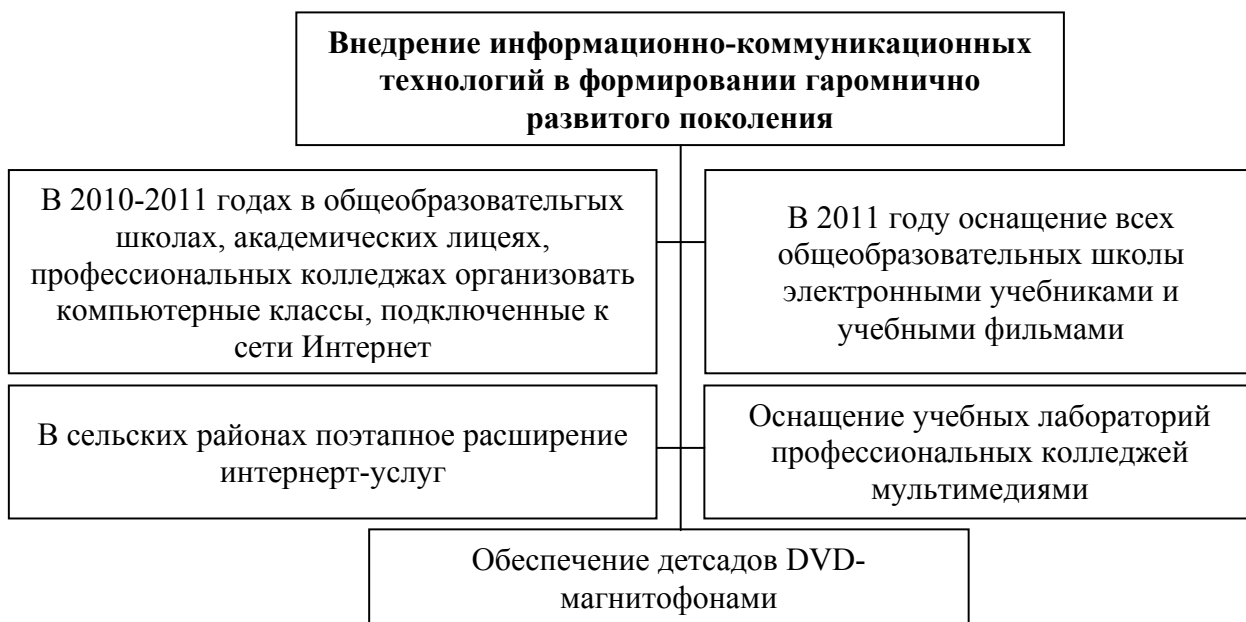 Внедрение информационно-коммуникационных
технологий в формировании гаромнично
развитого поколения
В 2010-2011 годах в общеобразовательгых
школах, академических лицеях,
профессиональных колледжах организовать
компьютерные классы, подключенные к
сети Интернет
В 2011 году оснащение всех
общеобразовательных школы
электронными учебниками и
учебными фильмами
В сельских районах поэтапное расширение
интернерт-услуг
Оснащение учебных лабораторий
профессиональных колледжей
мультимедиями
Обеспечение детсадов DVD-
магнитофонами